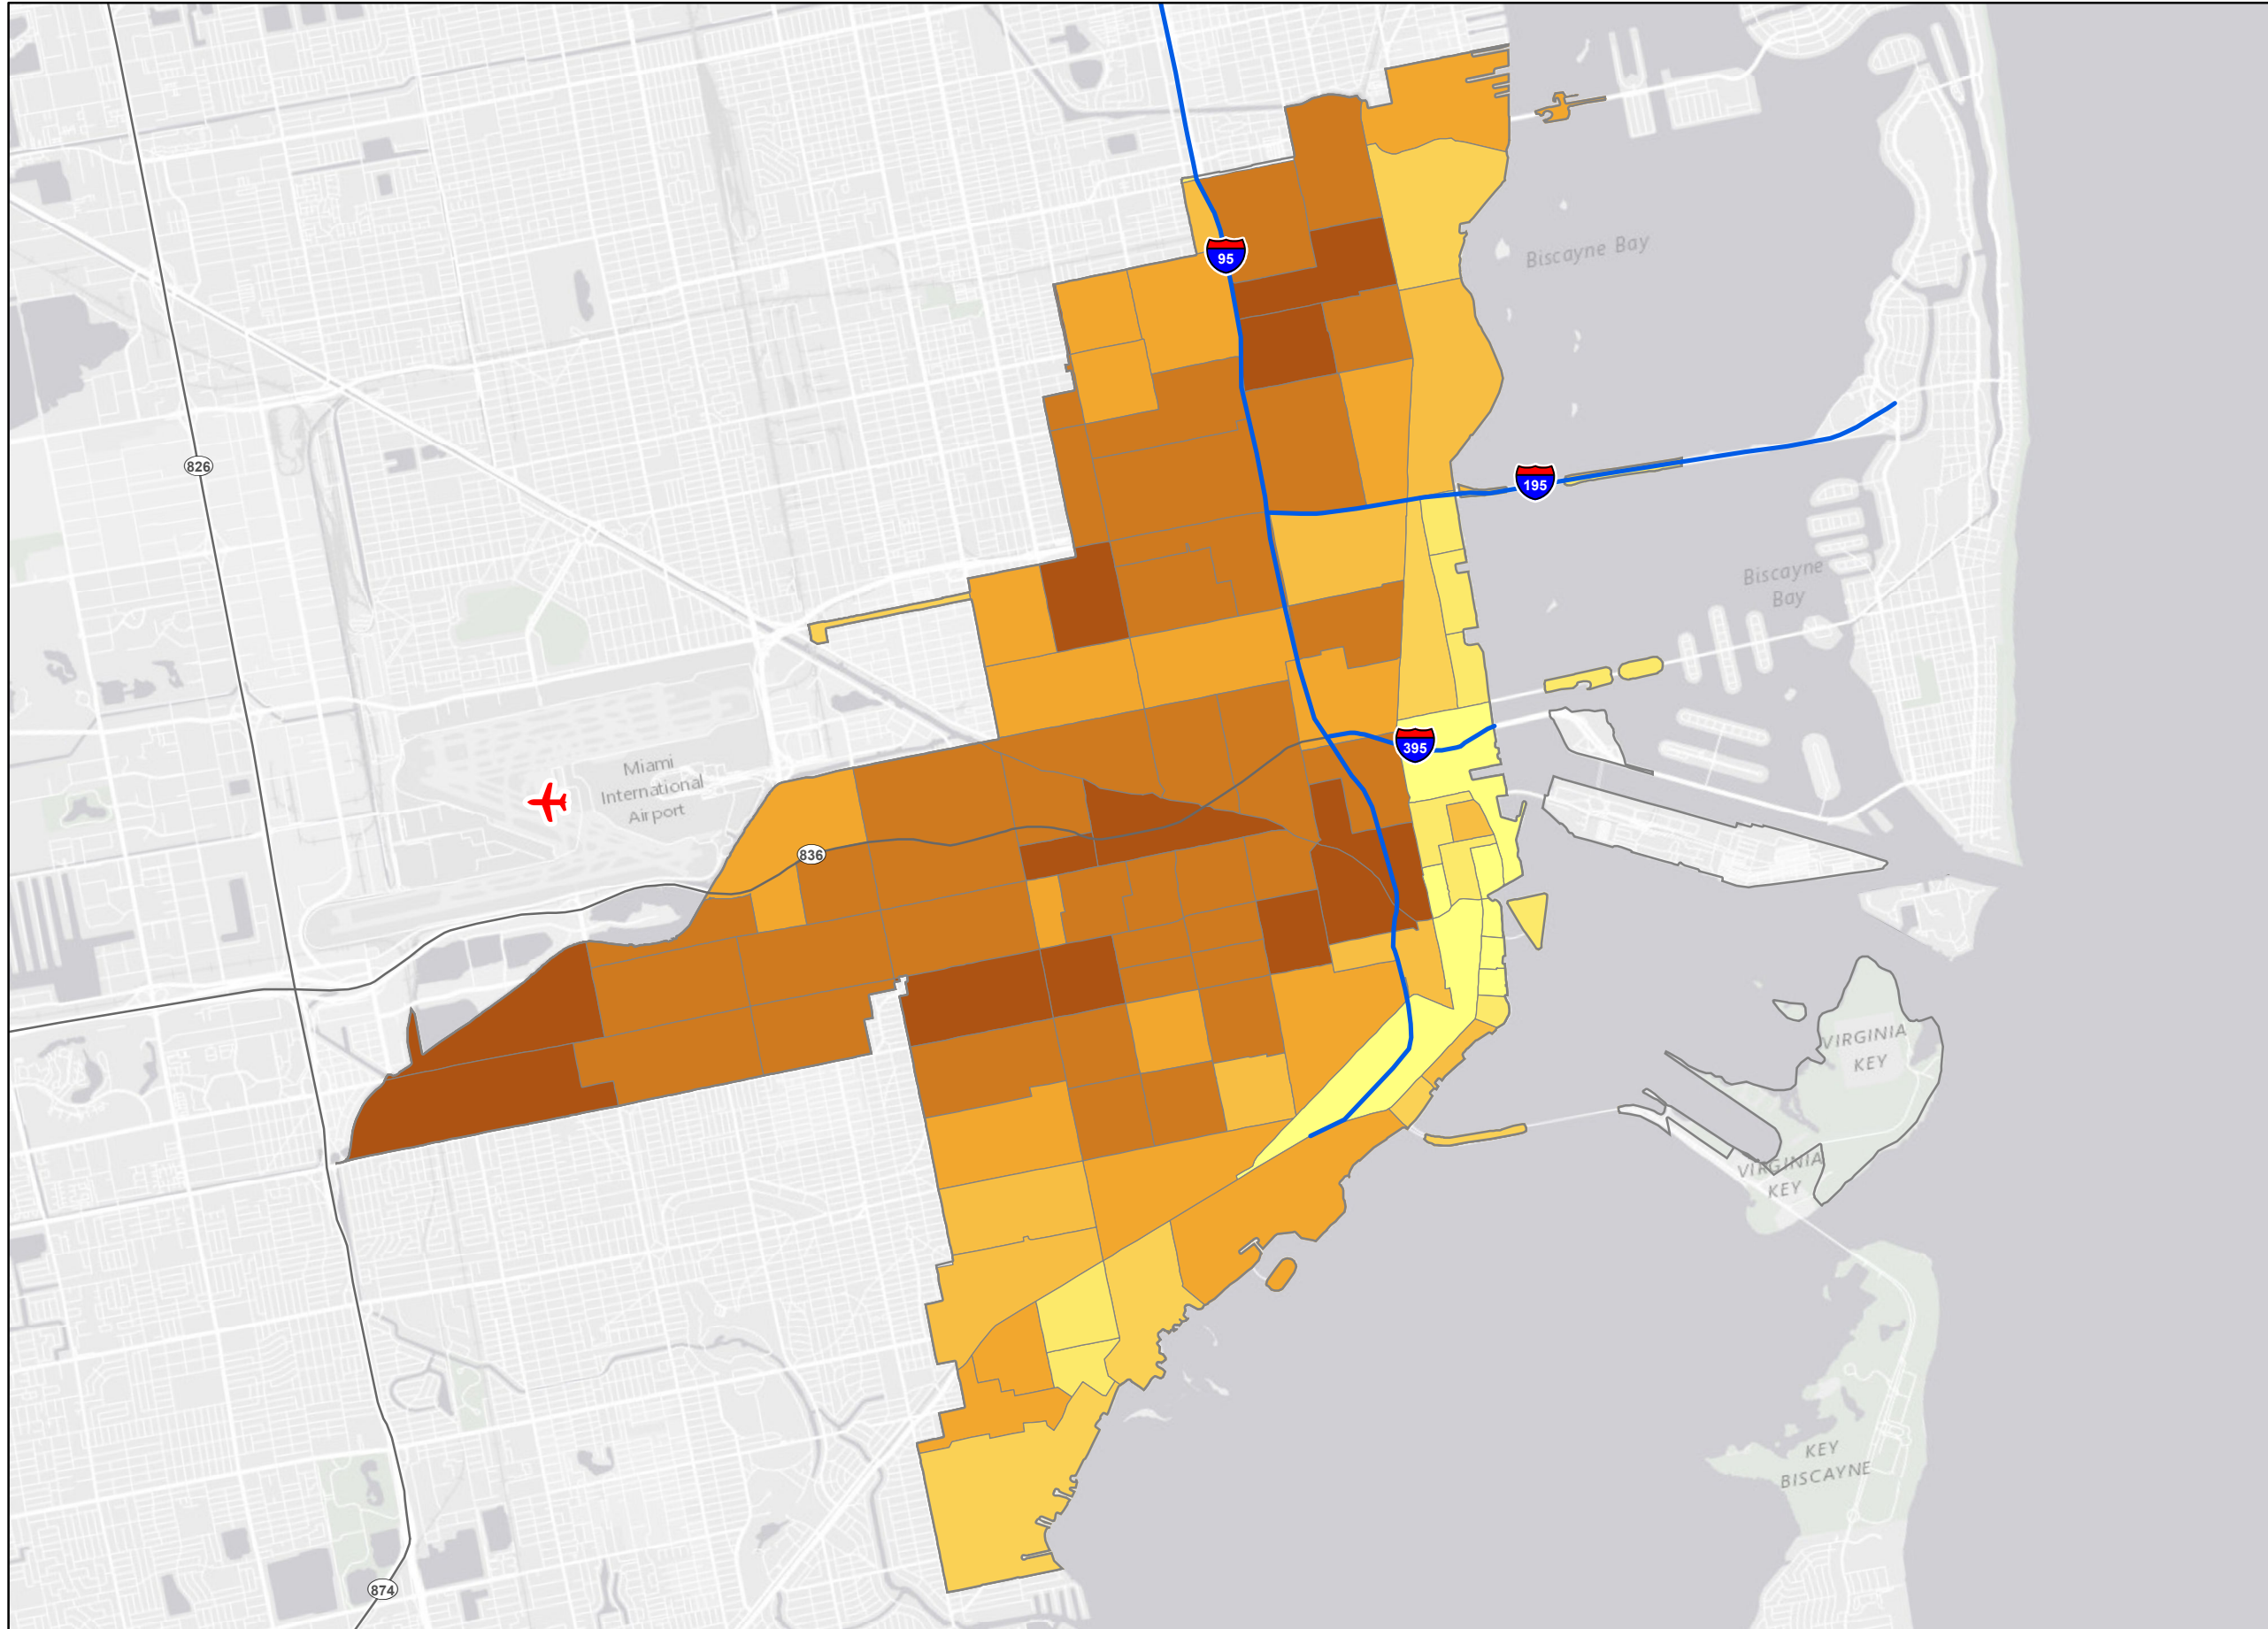 95
Biscayne Bay
826
195
Biscayne
Bay
395
Miami
International
Airport
836
VIRGINIA
KEY
VIRGINIA
KEY
KEY
BISCAYNE
874